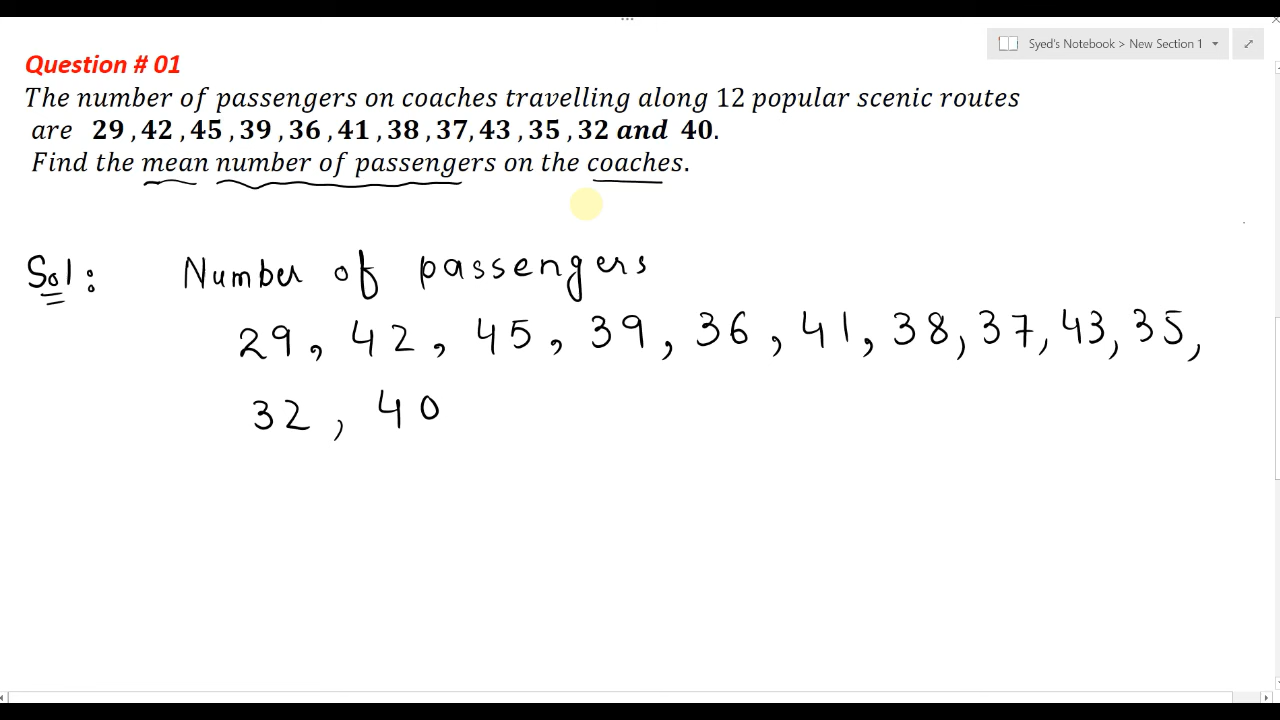 Syed's Notebook > New Section 1
Question # 01
The number of passengers on coaches travelling along 12 popular scenic routes
are 29 , 42 , 45 , 39 , 36 , 41 , 38 , 37, 43 , 35 , 32 and 40.
Find the mean number of passengers on the coaches.
Sol: Number of passengers
29, 42, 45, 39, 36, 41, 38, 37, 43, 35,
32, 40